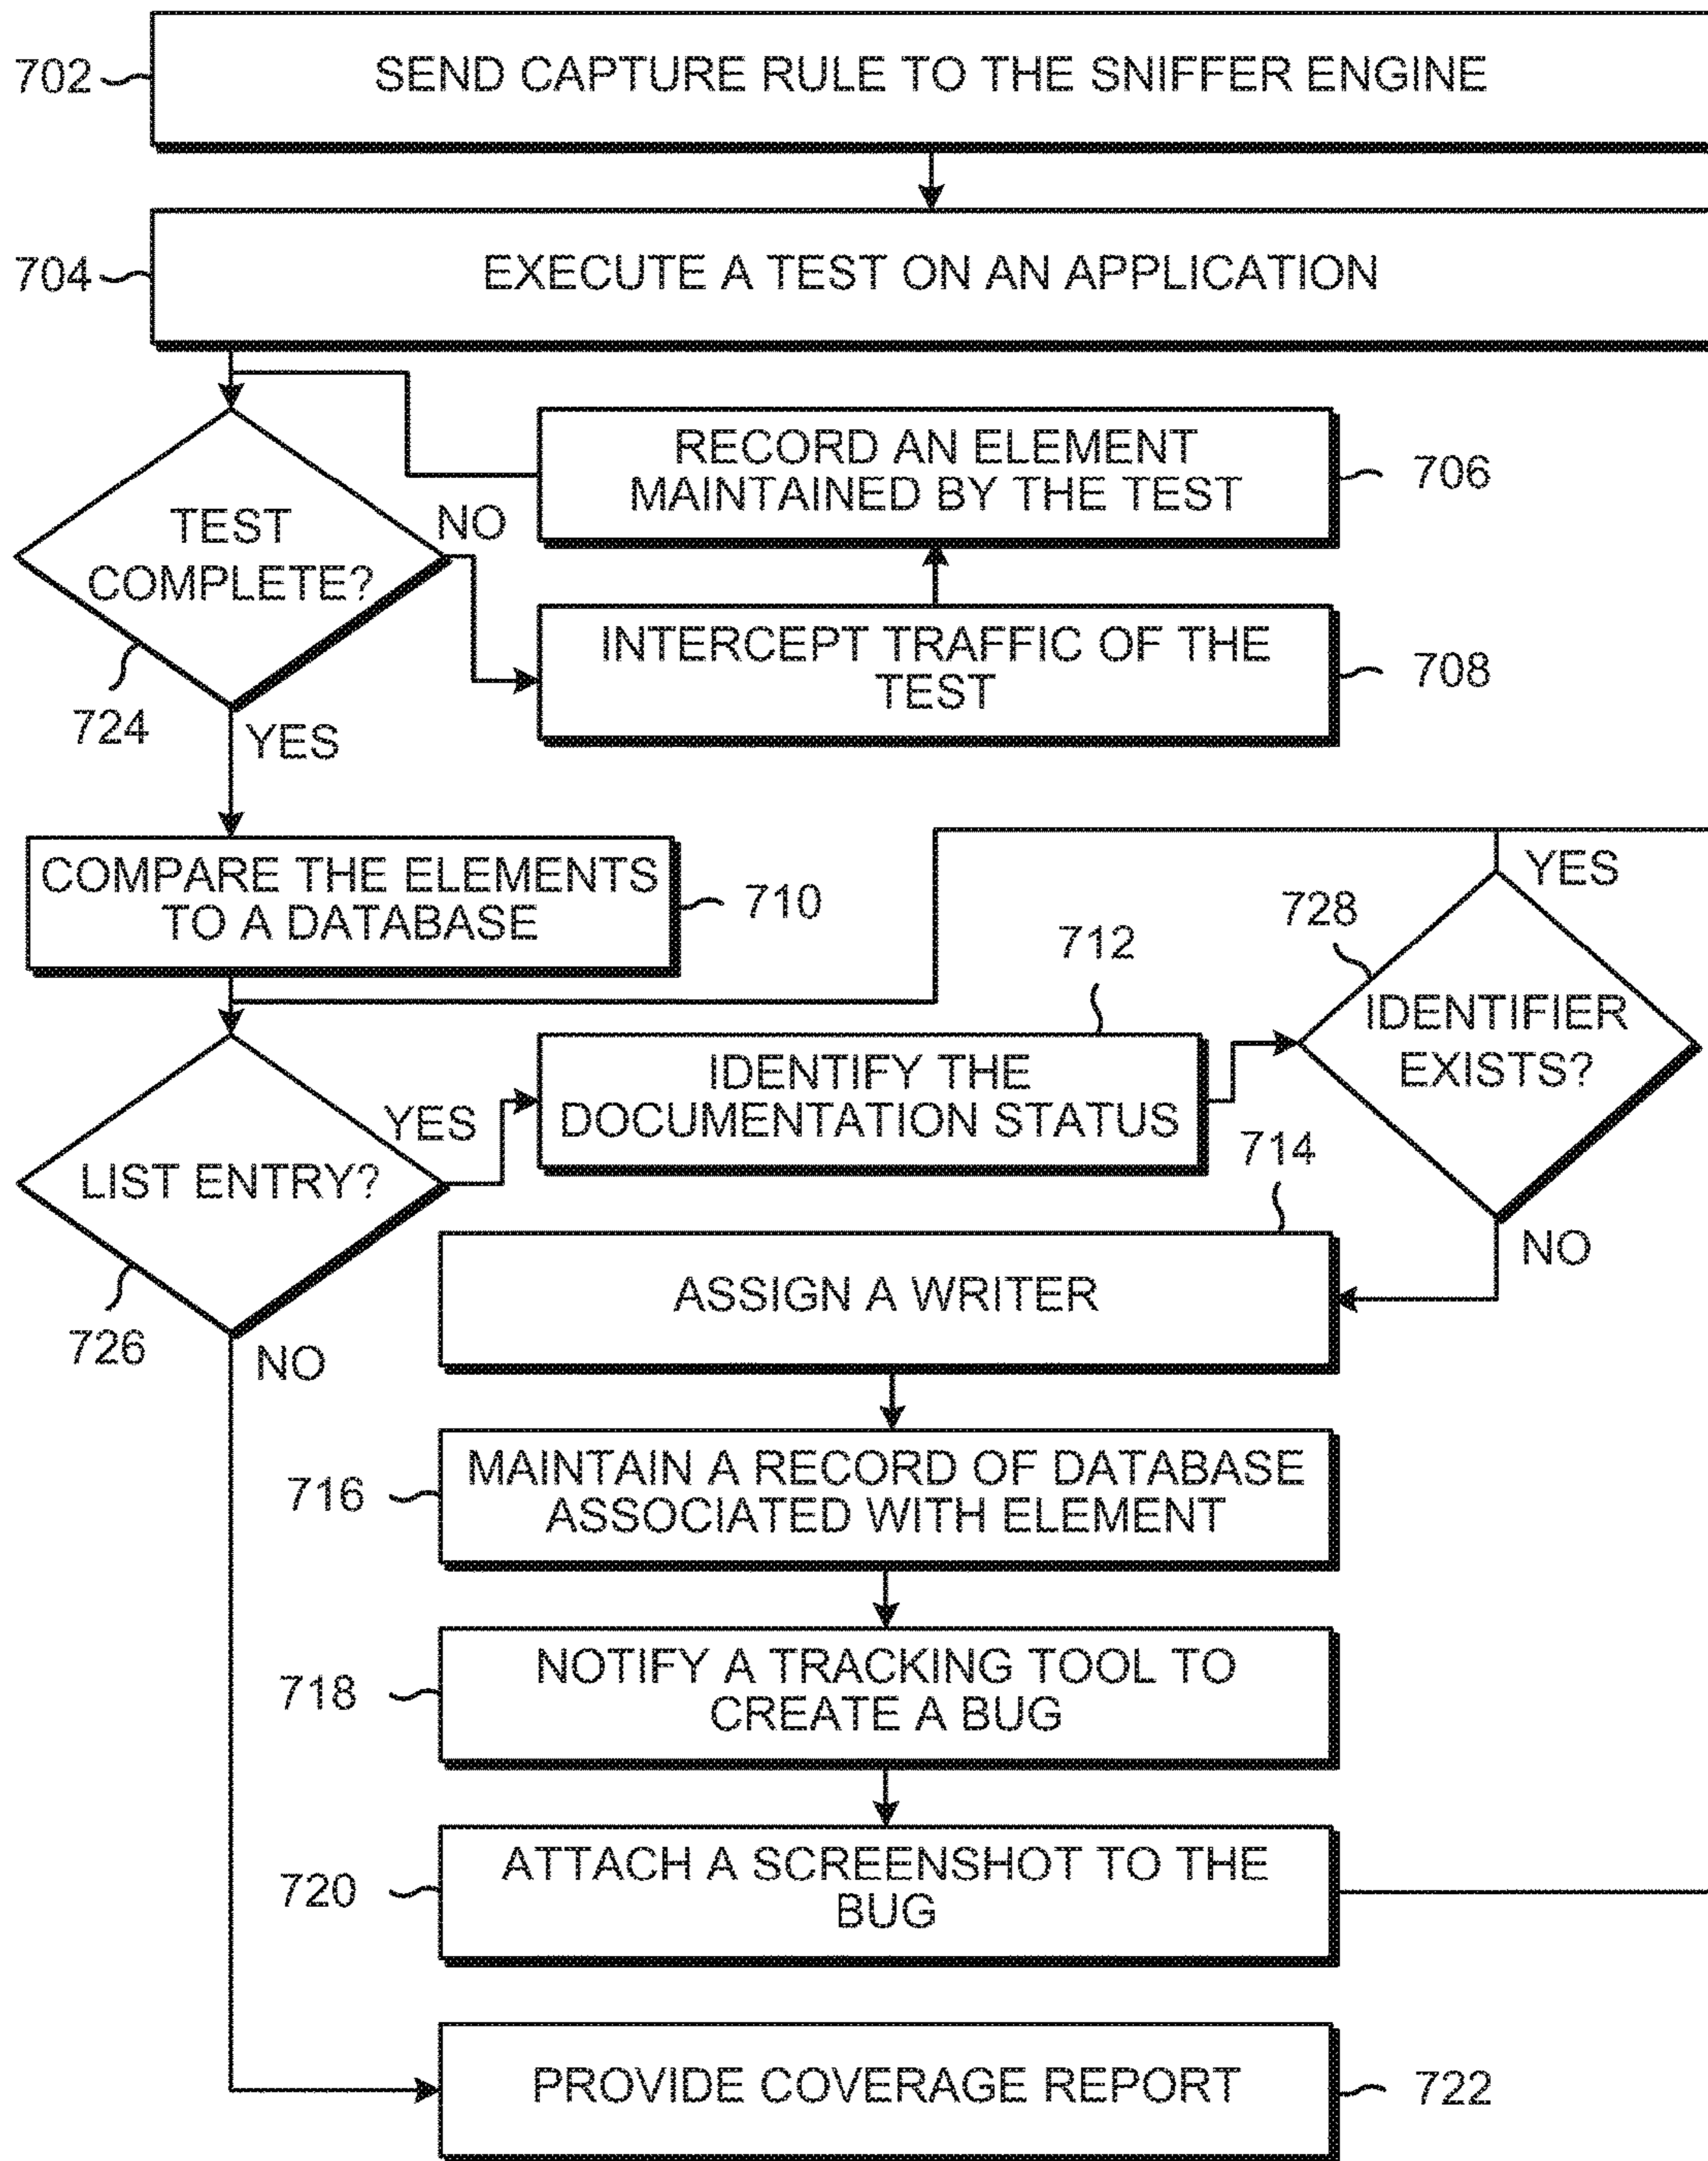 702
SEND CAPTURE RULE TO THE SNIFFER ENGINE
704
EXECUTE A TEST ON AN APPLICATION
RECORD AN ELEMENT
MAINTAINED BY THE TEST
706
TEST
COMPLETE?
NO
INTERCEPT TRAFFIC OF THE
TEST
708
724
YES
COMPARE THE ELEMENTS
TO A DATABASE
710
712
728
YES
IDENTIFIER
EXISTS?
IDENTIFY THE
DOCUMENTATION STATUS
YES
LIST ENTRY?
714
NO
ASSIGN A WRITER
726
NO
716
MAINTAIN A RECORD OF DATABASE
ASSOCIATED WITH ELEMENT
718
NOTIFY A TRACKING TOOL TO
CREATE A BUG
720
ATTACH A SCREENSHOT TO THE
BUG
PROVIDE COVERAGE REPORT
722